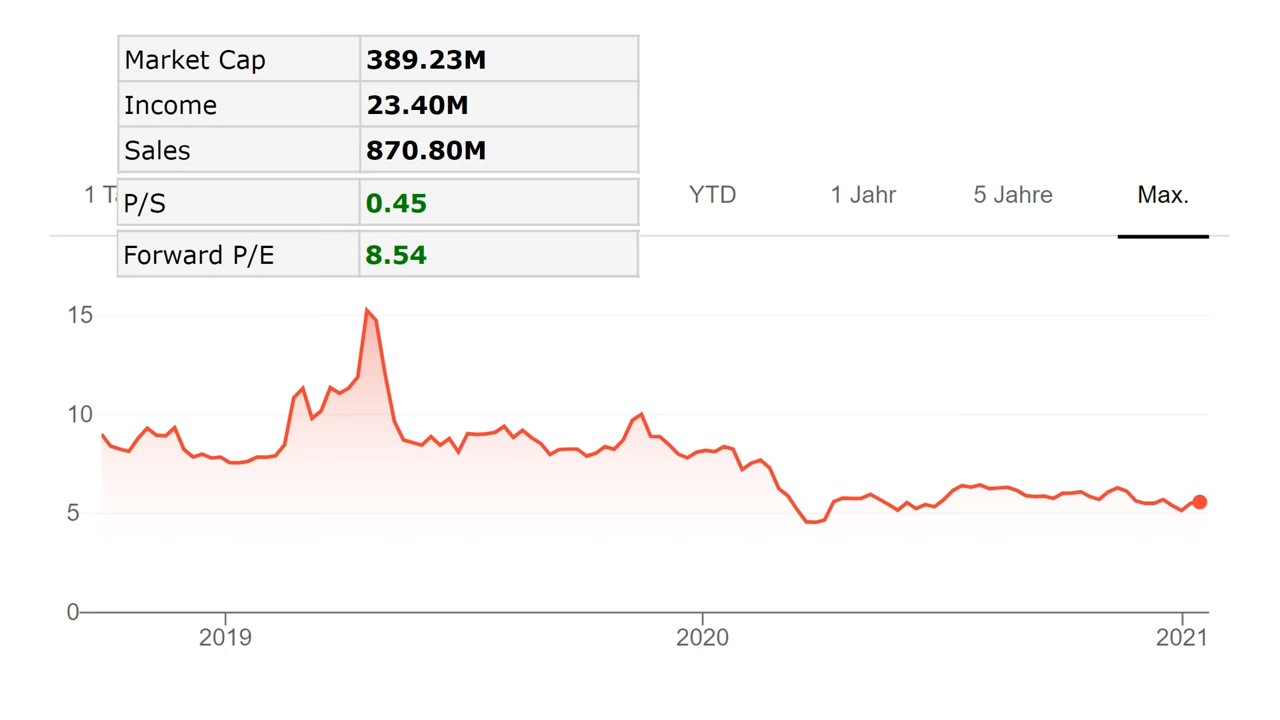 Market Cap 389.23M
Income 23.40M
Sales 870.80M
P/S 0.45
1 YTD 1 Jahr 5 Jahre Max.
Forward P/E 8.54
15
10
5
0
2019 2020 2021